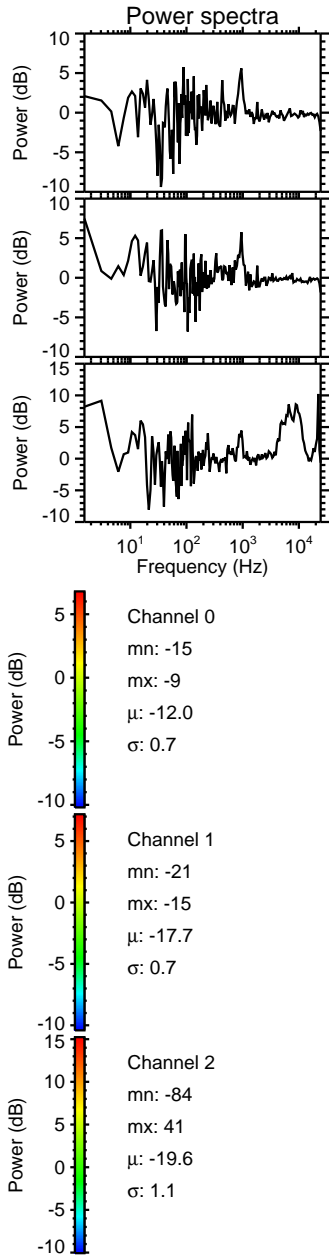 Power spectra
10
5
0
-5
-10
Power (dB)
10
5
0
-5
-10
Power (dB)
15
10
5
0
-5
-10
Power (dB)
10¹ 10² 10³ 10⁴
Frequency (Hz)
5
0
-5
-10
Power (dB)
Channel 0
mn: -15
mx: -9
μ: -12.0
σ: 0.7
5
0
-5
-10
Power (dB)
Channel 1
mn: -21
mx: -15
μ: -17.7
σ: 0.7
15
10
5
0
-5
-10
Power (dB)
Channel 2
mn: -84
mx: 41
μ: -19.6
σ: 1.1